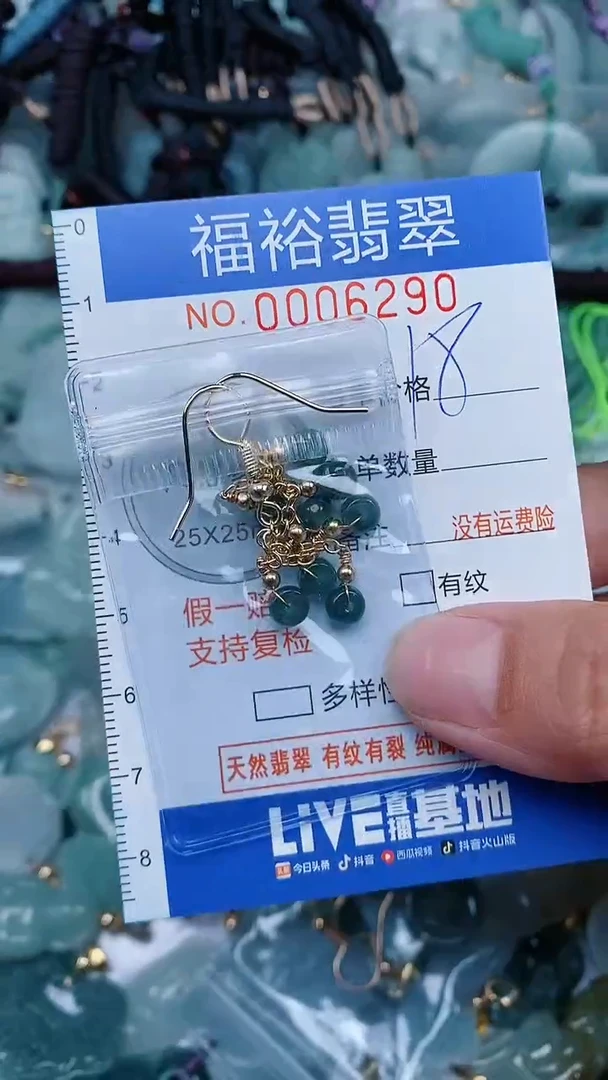 0
福裕翡翠
1
NO.0006290
2
格 18
3
单数量
4
25X25
备注
没有运费险
有纹
5
假一赔
支持复检
6
多样性
7
天然翡翠 有纹有裂 纯属
LiVE直播基地
8
今日头条 抖音 西瓜视频 抖音火山版